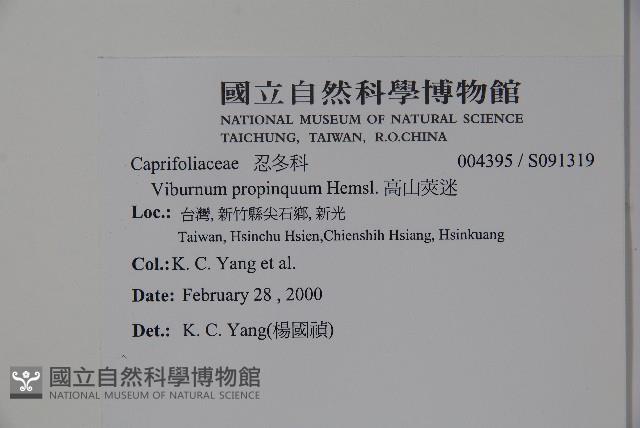 國立自然科學博物館
NATIONAL MUSEUM OF NATURAL SCIENCE
TAICHUNG, TAIWAN, R.O.CHINA
Caprifoliaceae 忍冬科 004395 / S091319
Viburnum propinquum Hemsl. 高山莢迷
Loc.: 台灣, 新竹縣尖石鄉, 新光
Taiwan, Hsinchu Hsien,Chienshih Hsiang, Hsinkuang
Col.: K. C. Yang et al.
Date: February 28 , 2000
Det.: K. C. Yang(楊國禎)
國立自然科學博物館
NATIONAL MUSEUM OF NATURAL SCIENCE